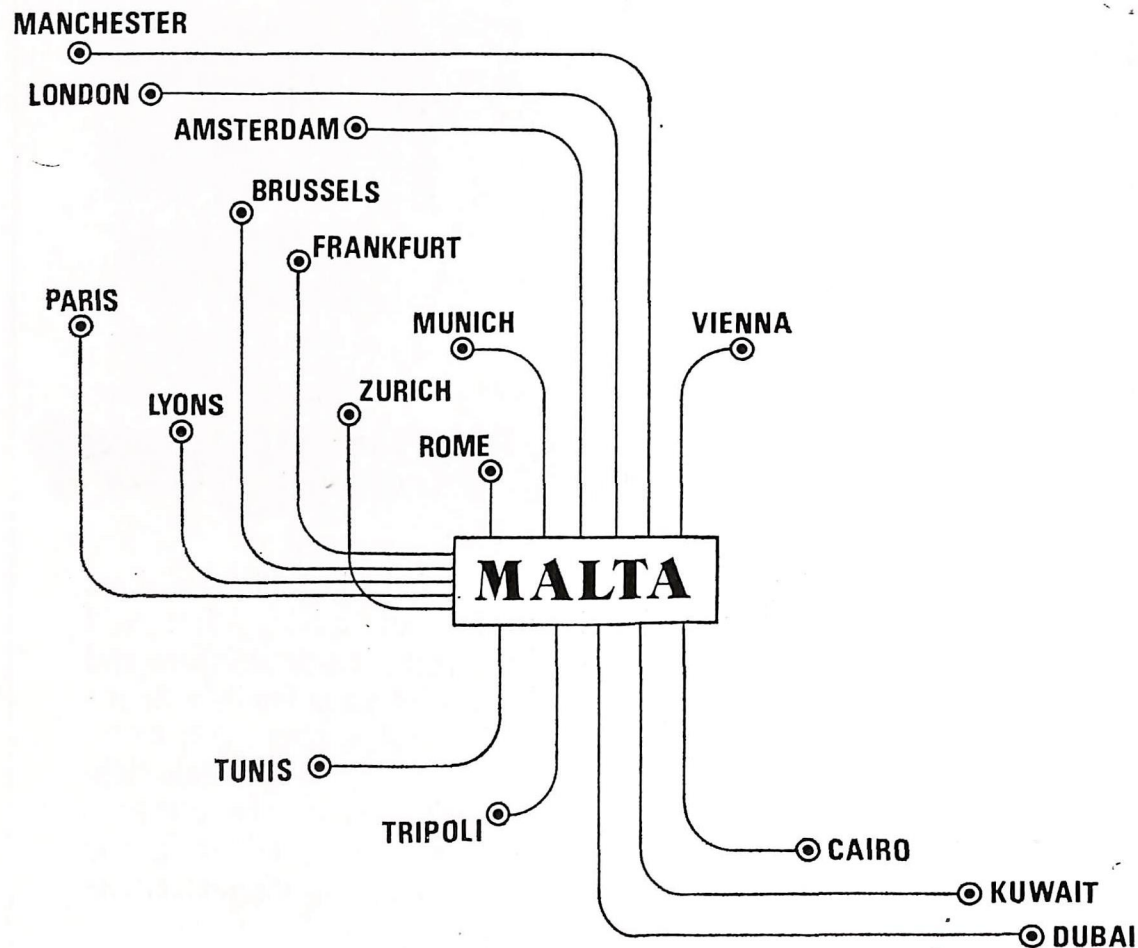 MANCHESTER
LONDON
AMSTERDAM
BRUSSELS
FRANKFURT
PARIS
MUNICH
VIENNA
ZURICH
LYONS
ROME
MALTA
TUNIS
TRIPOLI
CAIRO
KUWAIT
DUBAI